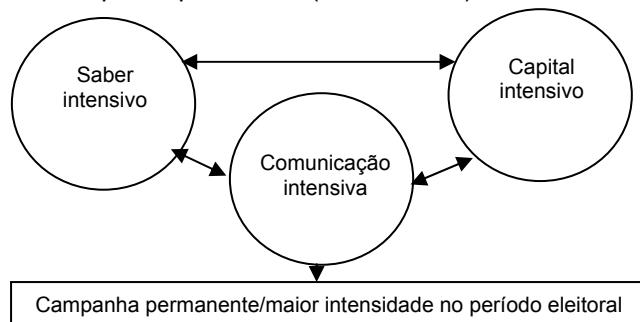 Saber
intensivo
Capital
intensivo
Comunicação
intensiva
Campanha permanente/maior intensidade no período eleitoral